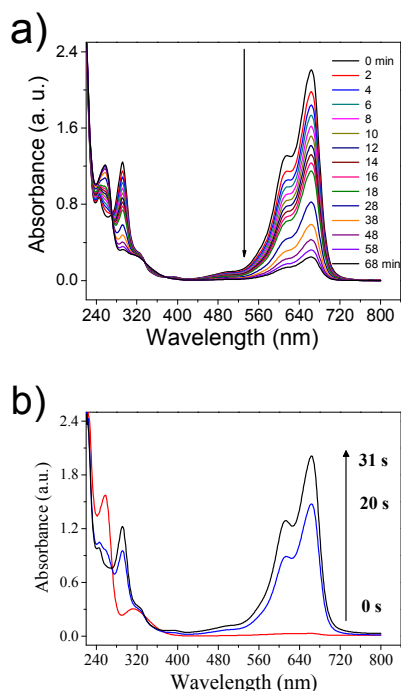 a)
2.4
1.6
0.8
0.0
Absorbance (a. u.)
240 320 400 480 560 640 720 800
Wavelength (nm)
0 min
2
4
6
8
10
12
14
16
18
28
38
48
58
68 min
b)
2.4
1.8
1.2
0.6
0.0
Absorbance (a.u.)
31 s
20 s
0 s
240 320 400 480 560 640 720 800
Wavelength (nm)